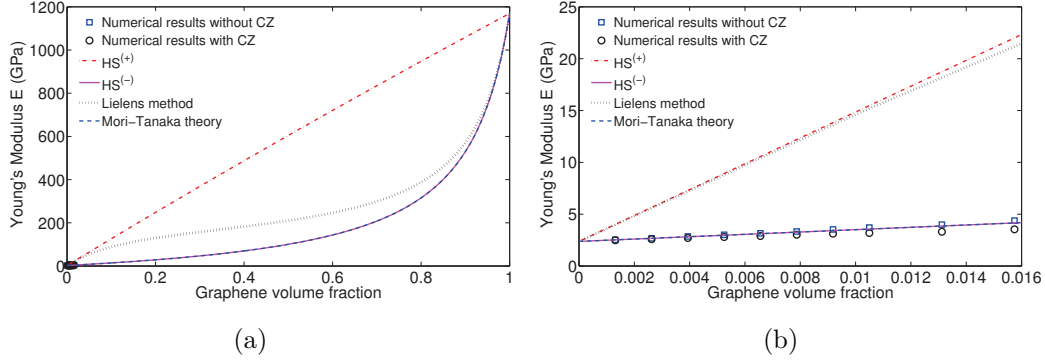 Young's Modulus E (GPa)
1200
1000
800
600
400
200
0
Numerical results without CZ
Numerical results with CZ
HS(+)
HS(−)
Lielens method
Mori−Tanaka theory
0 0.2 0.4 0.6 0.8 1
Graphene volume fraction
(a)
Young's Modulus E (GPa)
25
20
15
10
5
0
Numerical results without CZ
Numerical results with CZ
HS(+)
HS(−)
Lielens method
Mori−Tanaka theory
0 0.002 0.004 0.006 0.008 0.01 0.012 0.014 0.016
Graphene volume fraction
(b)